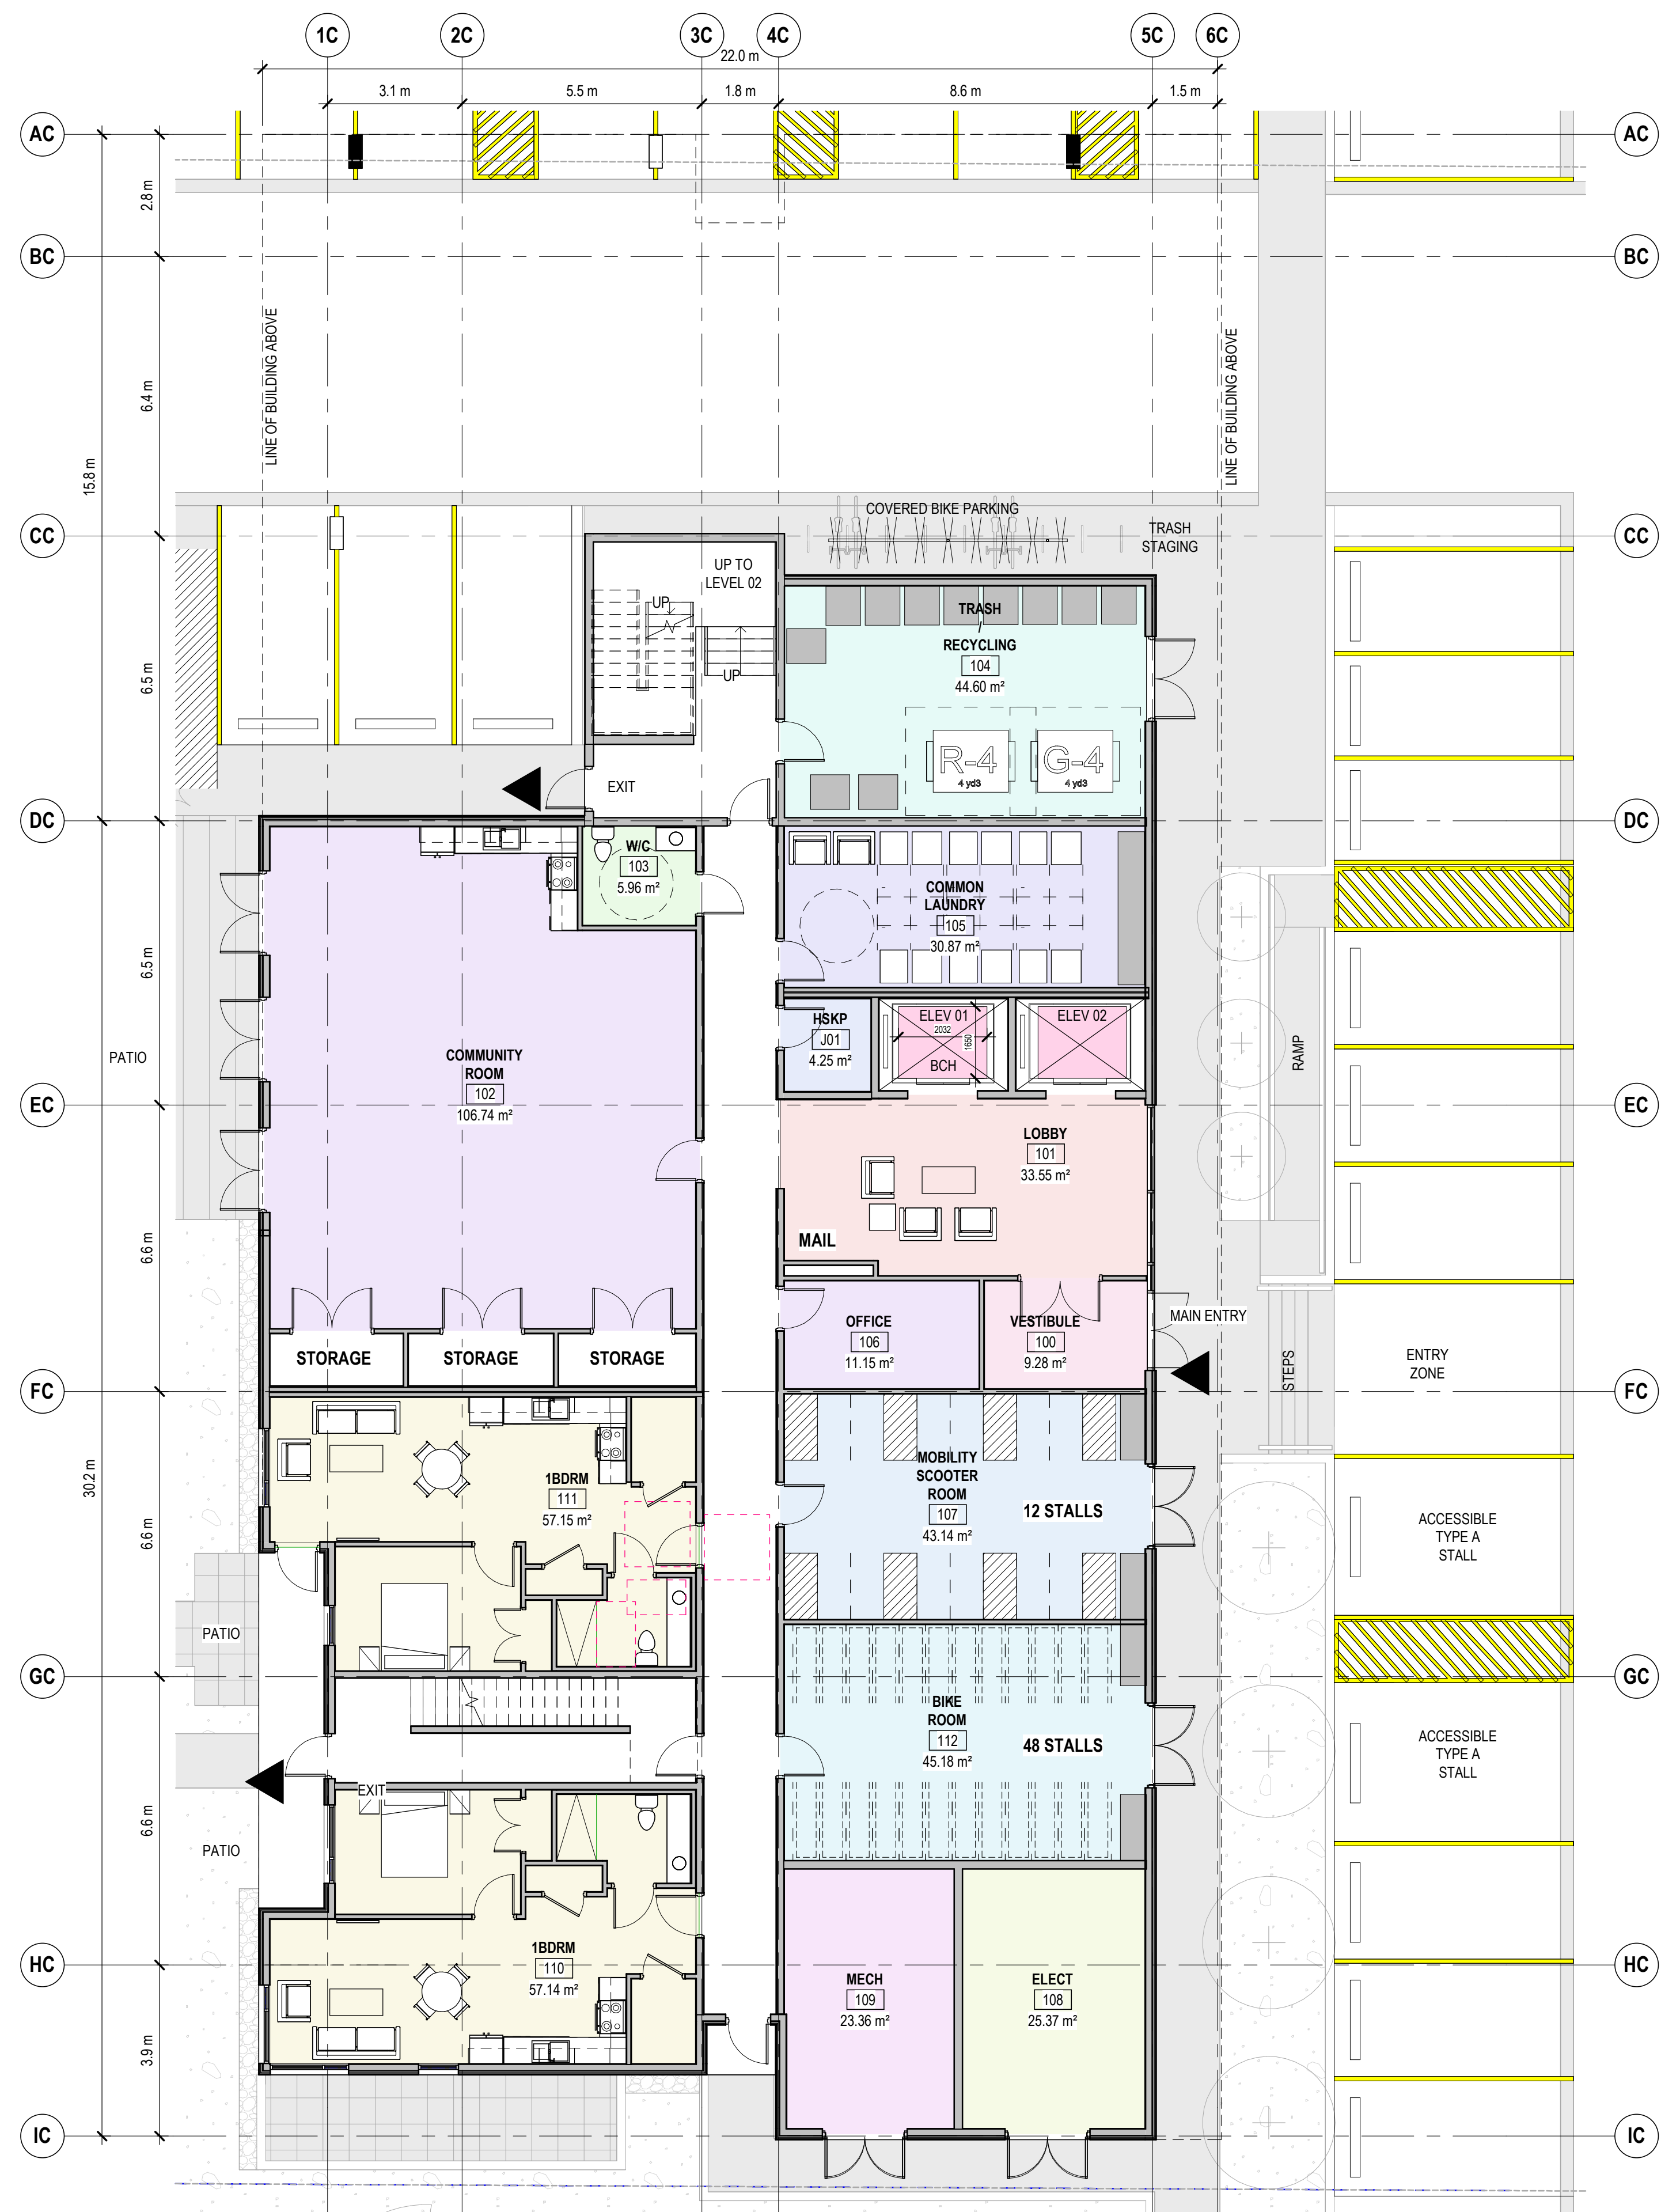 1C
2C
3C
4C
5C
6C
22.0 m
3.1 m
5.5 m
1.8 m
8.6 m
1.5 m
AC
AC
2.8 m
BC
BC
LINE OF BUILDING ABOVE
LINE OF BUILDING ABOVE
6.4 m
15.8 m
COVERED BIKE PARKING
TRASH
STAGING
CC
CC
UP TO
LEVEL 02
UP
UP
TRASH
/
RECYCLING
104
44.60 m²
6.5 m
R-4
4 yd3
G-4
4 yd3
EXIT
DC
DC
W/C
103
5.96 m²
COMMON
LAUNDRY
105
30.87 m²
6.5 m
HSKP
J01
4.25 m²
ELEV 01
2032
1650
BCH
ELEV 02
PATIO
COMMUNITY
ROOM
102
106.74 m²
RAMP
EC
EC
LOBBY
101
33.55 m²
6.6 m
MAIL
OFFICE
106
11.15 m²
VESTIBULE
100
9.28 m²
MAIN ENTRY
STORAGE
STORAGE
STORAGE
STEPS
ENTRY
ZONE
FC
FC
30.2 m
1BDRM
111
57.15 m²
MOBILITY
SCOOTER
ROOM
107
43.14 m²
12 STALLS
ACCESSIBLE
TYPE A
STALL
6.6 m
PATIO
GC
GC
BIKE
ROOM
112
45.18 m²
48 STALLS
ACCESSIBLE
TYPE A
STALL
EXIT
6.6 m
PATIO
1BDRM
110
57.14 m²
HC
HC
MECH
109
23.36 m²
ELECT
108
25.37 m²
3.9 m
IC
IC